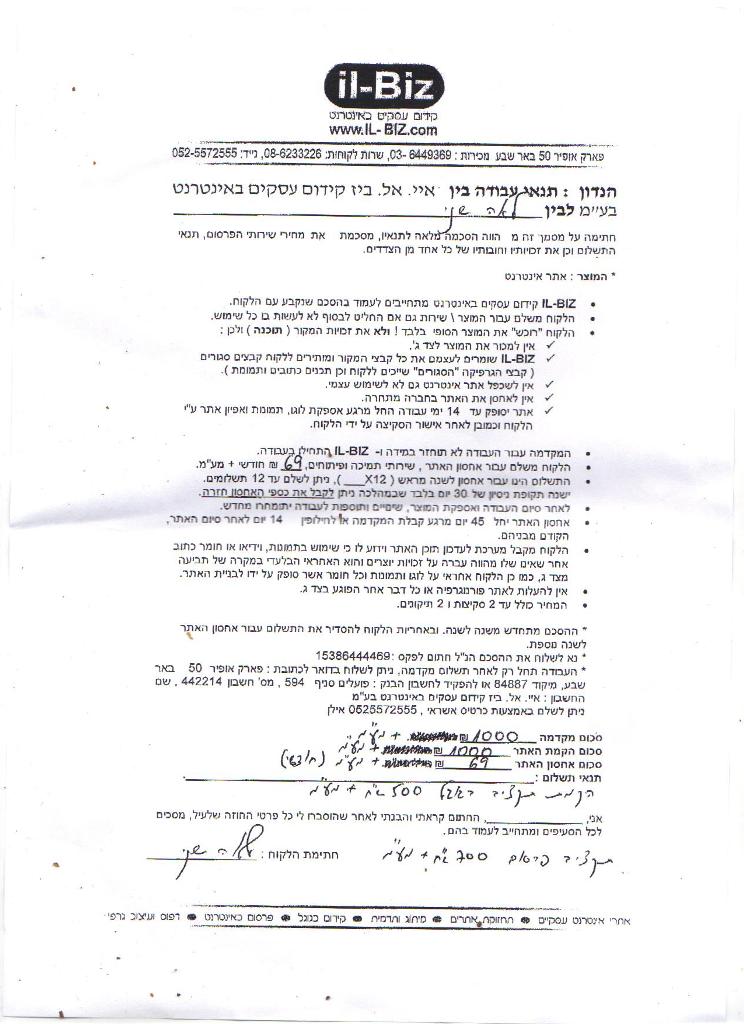 il-Biz
קידום עסקים באינטרנט
www.IL-BIZ.com
פארק אופיר 50 באר שבע מכירות : 03-6449369, שרות לקוחות: 08-6233226, נייד: 052-5572555
הנדון : תנאי עבודה בין איי. אל. ביז קידום עסקים באינטרנט
בע״מ לבין לאה שני
חתימה על מסמך זה מ הווה הסכמה מלאה לתנאיו, מסכמת את מחירי שירותי הפרסום, תנאי
התשלום וכן את זכויותיו וחובותיו של כל אחד מן הצדדים.
* המוצר : אתר אינטרנט
• IL-BIZ קידום עסקים באינטרנט מתחייבים לעמוד בהסכם שנקבע עם הלקוח.
• הלקוח משלם עבור המוצר \ שירות גם אם החליט לבסוף לא לעשות בו כל שימוש.
• הלקוח "רוכש" את המוצר הסופי בלבד ! ולא את זכויות המקור ( תוכנה ) ולכן :
✓ אין למכור את המוצר לצד ג'.
✓ IL-BIZ שומרים לעצמם את כל קבצי המקור ומתירים ללקוח קבצים סגורים
( קבצי הגרפיקה "הסגורים" שייכים ללקוח וכן תכנים כתובים ותמונות ).
✓ אין לשכפל אתר אינטרנט גם לא לשימוש עצמי.
✓ אין לאחסן את האתר בחברה מתחרה.
✓ אתר יסופק עד 14 ימי עבודה החל מרגע אספקת לוגו, תמונות ואפיון אתר ע"י
הלקוח וכמובן לאחר אישור הסקיצה על ידי הלקוח.
• המקדמה עבור העבודה לא תוחזר במידה ו- IL-BIZ התחילו בעבודה.
• הלקוח משלם עבור אחסון האתר , שירותי תמיכה ופיתוחים, 69 ₪ חודשי + מע"מ.
• התשלום הינו עבור אחסון לשנה מראש ( ___X12 ), ניתן לשלם עד 12 תשלומים.
ישנה תקופת ניסיון של 30 יום בלבד שבמהלכה ניתן לקבל את כספי האחסון חזרה.
• לאחר סיום העבודה ואספקת המוצר, שינויים ותוספות לעבודה יתומחרו מחדש.
• אחסון האתר יחל 45 יום מרגע קבלת המקדמה או לחילופין 14 יום לאחר סיום האתר,
הקודם מבניהם.
• הלקוח מקבל מערכת לעדכון תוכן האתר וידוע לו כי שימוש בתמונות, וידיאו או חומר כתוב
אחר שאינו שלו מהווה עברה על זכויות יוצרים והוא האחראי הבלעדי במקרה של תביעה
מצד ג, כמו כן הלקוח אחראי על לוגו ותמונות וכל חומר אשר סופק על ידו לבניית האתר.
• אין להעלות לאתר פורנוגרפיה או כל דבר אחר הפוגע בצד ג.
• המחיר כולל עד 2 סקיצות ו 2 תיקונים.
* ההסכם מתחדש משנה לשנה. ובאחריות הלקוח להסדיר את התשלום עבור אחסון האתר
לשנה נוספת.
* נא לשלוח את ההסכם הנ"ל חתום לפקס : 15386444469
* העבודה תחל רק לאחר תשלום מקדמה, ניתן לשלוח בדואר לכתובת : פארק אופיר 50 באר
שבע, מיקוד 84887 או להפקיד לחשבון הבנק : פועלים סניף 594 , מס' חשבון 442214 , שם
החשבון : איי. אל. ביז קידום עסקים באינטרנט בע"מ
ניתן לשלם באמצעות כרטיס אשראי , 0525572555 אילן
סכום מקדמה 1000 ₪ + מע"מ
סכום הקמת האתר 1000 ₪ + מע"מ
סכום אחסון האתר 69 ₪ + מע"מ (חודשי)
תנאי תשלום :
הקמת תקציב בגוגל 500 ש"ח + מע"מ
אני, ____________, החתום קראתי והבנתי לאחר שהוסברו לי כל פרטי החוזה שלעיל, מסכים
לכל הסעיפים ומתחייב לעמוד בהם.
תקציב פרסום 700 ש"ח + מע"מ
חתימת הלקוח : לאה שני
אתרי אינטרנט עסקיים ● תחזוקת אתרים ● מיתוג ותדמית ● קידום בגוגל ● פרסום באינטרנט ● דפוס ועיצוב גרפי